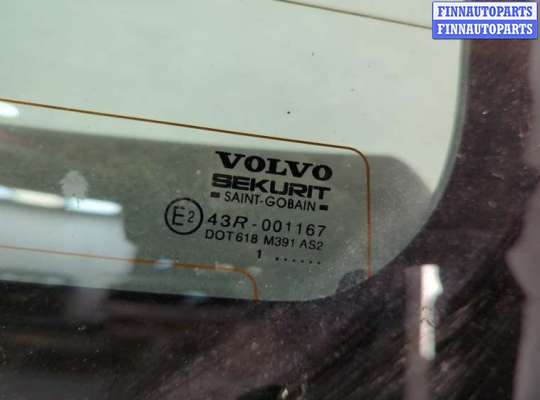 FINNAUTOPARTS
FINNAUTOPARTS
VOLVO
SEKURIT
SAINT-GOBAIN
E2 43R-001167
DOT618 M391 AS2
1 ......